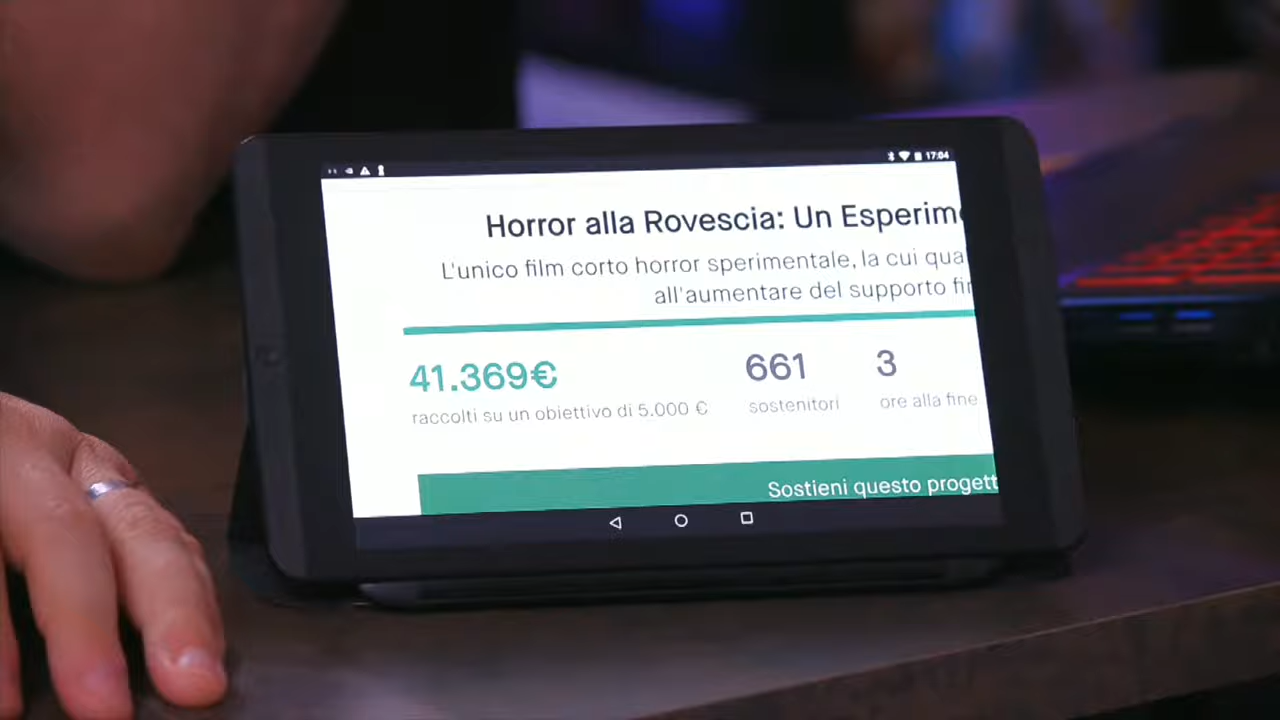 17:04
Horror alla Rovescia: Un Esperim
L'unico film corto horror sperimentale, la cui qua
all'aumentare del supporto fin
41.369€ 661 3
raccolti su un obiettivo di 5.000 € sostenitori ore alla fine
Sostieni questo progett